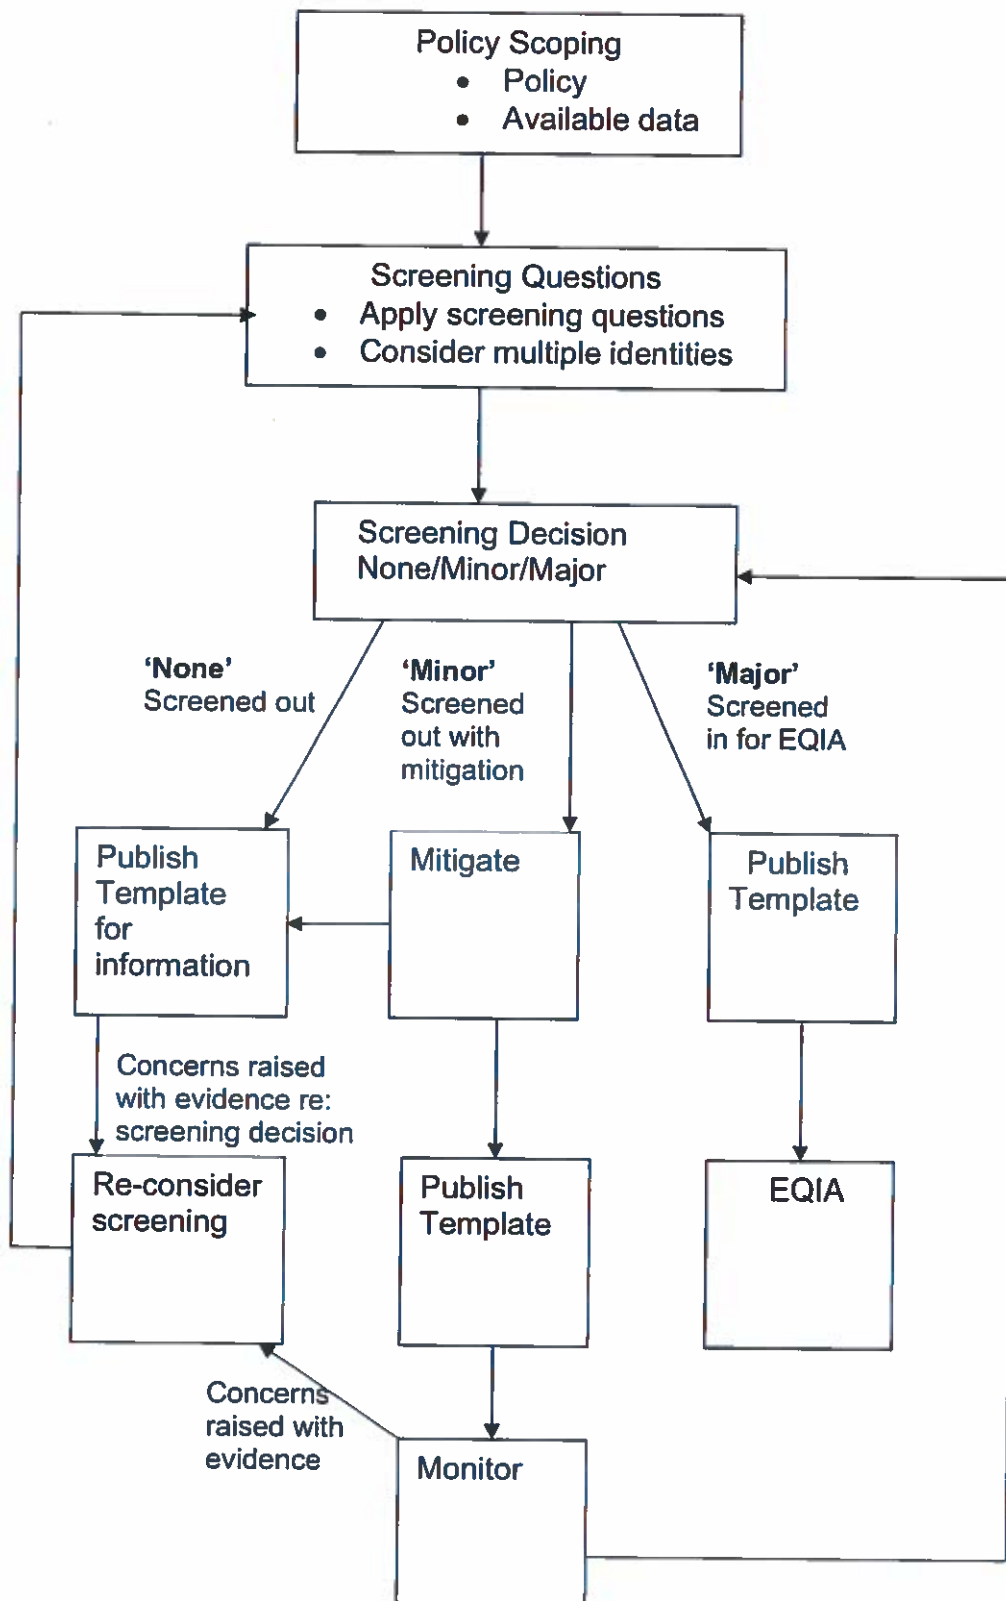 Policy Scoping
• Policy
• Available data
Screening Questions
• Apply screening questions
• Consider multiple identities
Screening Decision
None/Minor/Major
‘None’
Screened out
‘Minor’
Screened
out with
mitigation
‘Major’
Screened
in for EQIA
Publish
Template
for
information
Mitigate
Publish
Template
Concerns raised
with evidence re:
screening decision
Re-consider
screening
Publish
Template
EQIA
Concerns
raised with
evidence
Monitor